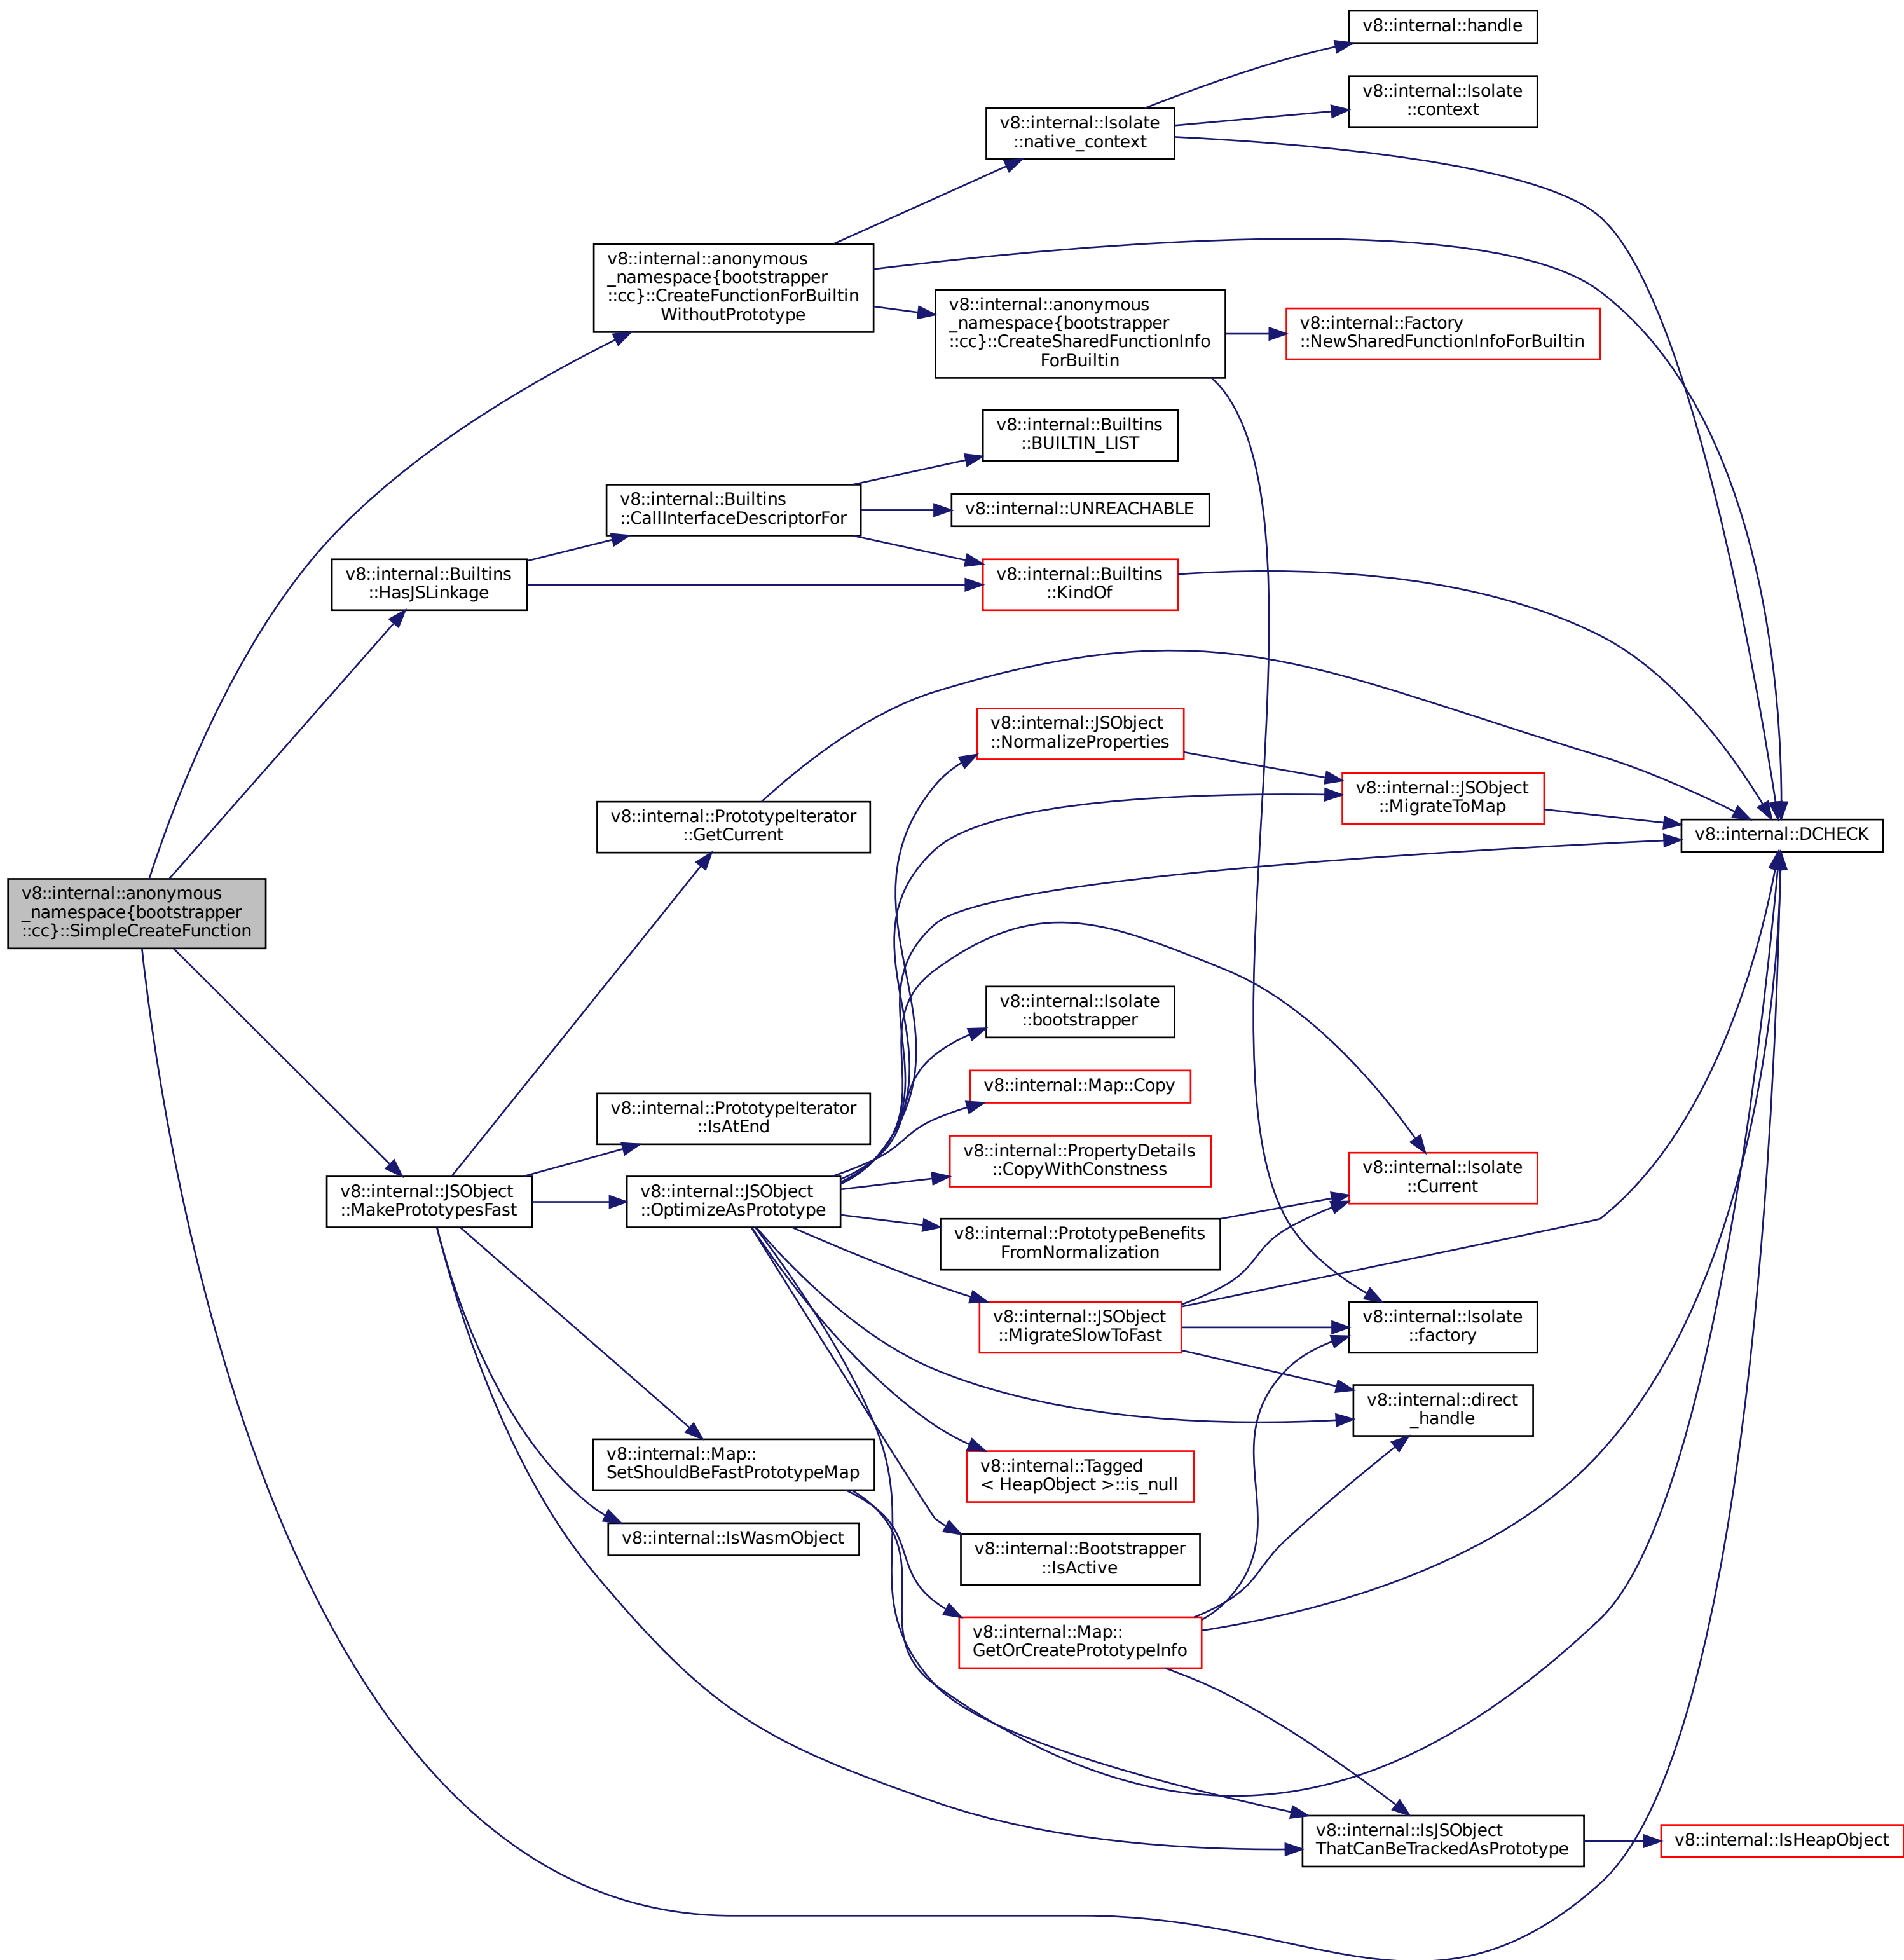 v8::internal::handle
v8::internal::Isolate
::context
v8::internal::Isolate
::native_context
v8::internal::anonymous
_namespace{bootstrapper
::cc}::CreateFunctionForBuiltin
WithoutPrototype
v8::internal::anonymous
_namespace{bootstrapper
::cc}::CreateSharedFunctionInfo
ForBuiltin
v8::internal::Factory
::NewSharedFunctionInfoForBuiltin
v8::internal::Builtins
::BUILTIN_LIST
v8::internal::Builtins
::CallInterfaceDescriptorFor
v8::internal::UNREACHABLE
v8::internal::Builtins
::HasJSLinkage
v8::internal::Builtins
::KindOf
v8::internal::JSObject
::NormalizeProperties
v8::internal::JSObject
::MigrateToMap
v8::internal::PrototypeIterator
::GetCurrent
v8::internal::DCHECK
v8::internal::anonymous
_namespace{bootstrapper
::cc}::SimpleCreateFunction
v8::internal::Isolate
::bootstrapper
v8::internal::Map::Copy
v8::internal::PrototypeIterator
::IsAtEnd
v8::internal::PropertyDetails
::CopyWithConstness
v8::internal::Isolate
::Current
v8::internal::JSObject
::MakePrototypesFast
v8::internal::JSObject
::OptimizeAsPrototype
v8::internal::PrototypeBenefits
FromNormalization
v8::internal::JSObject
::MigrateSlowToFast
v8::internal::Isolate
::factory
v8::internal::direct
_handle
v8::internal::Map::
SetShouldBeFastPrototypeMap
v8::internal::Tagged
< HeapObject >::is_null
v8::internal::IsWasmObject
v8::internal::Bootstrapper
::IsActive
v8::internal::Map::
GetOrCreatePrototypeInfo
v8::internal::IsJSObject
ThatCanBeTrackedAsPrototype
v8::internal::IsHeapObject